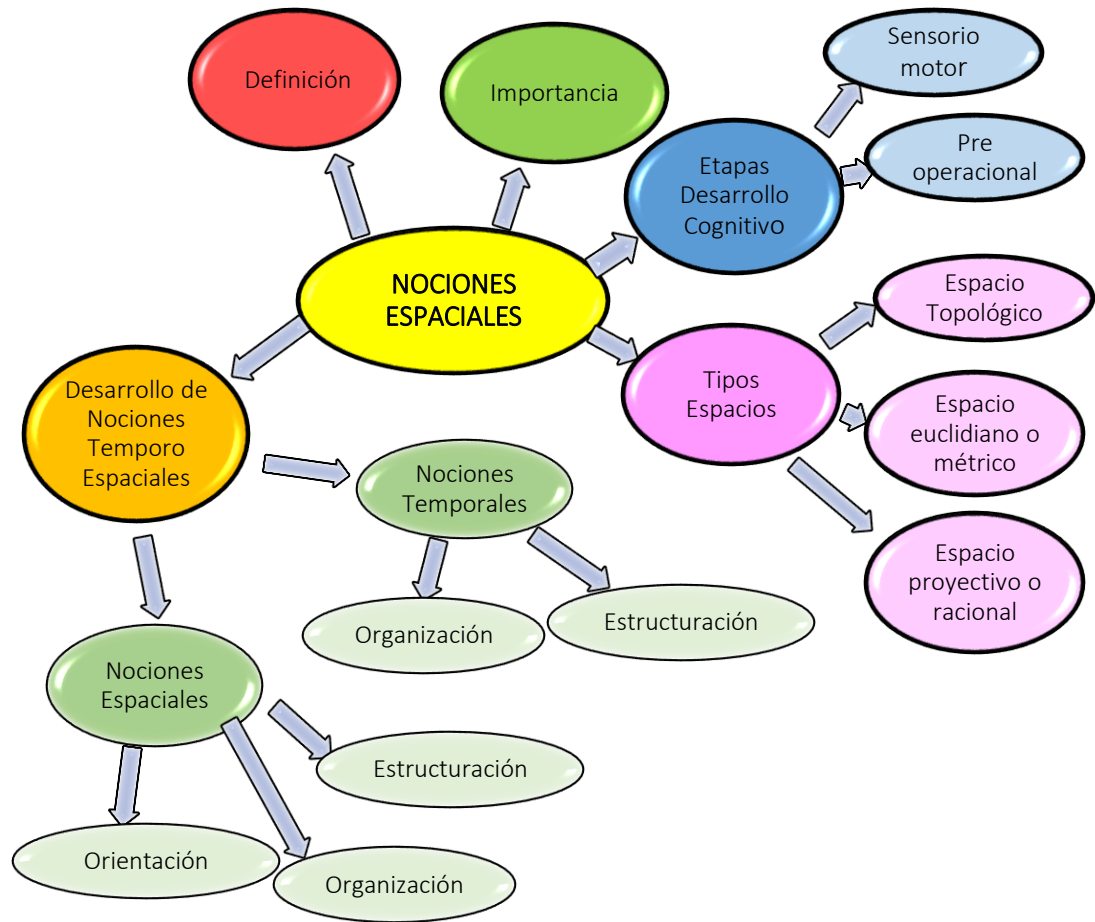 Definición
Importancia
Sensorio
motor
Pre
operacional
Etapas
Desarrollo
Cognitivo
NOCIONES
ESPACIALES
Espacio
Topológico
Tipos
Espacios
Espacio
euclidiano o
métrico
Espacio
proyectivo o
racional
Desarrollo de
Nociones
Temporo
Espaciales
Nociones
Temporales
Organización
Estructuración
Nociones
Espaciales
Estructuración
Orientación
Organización